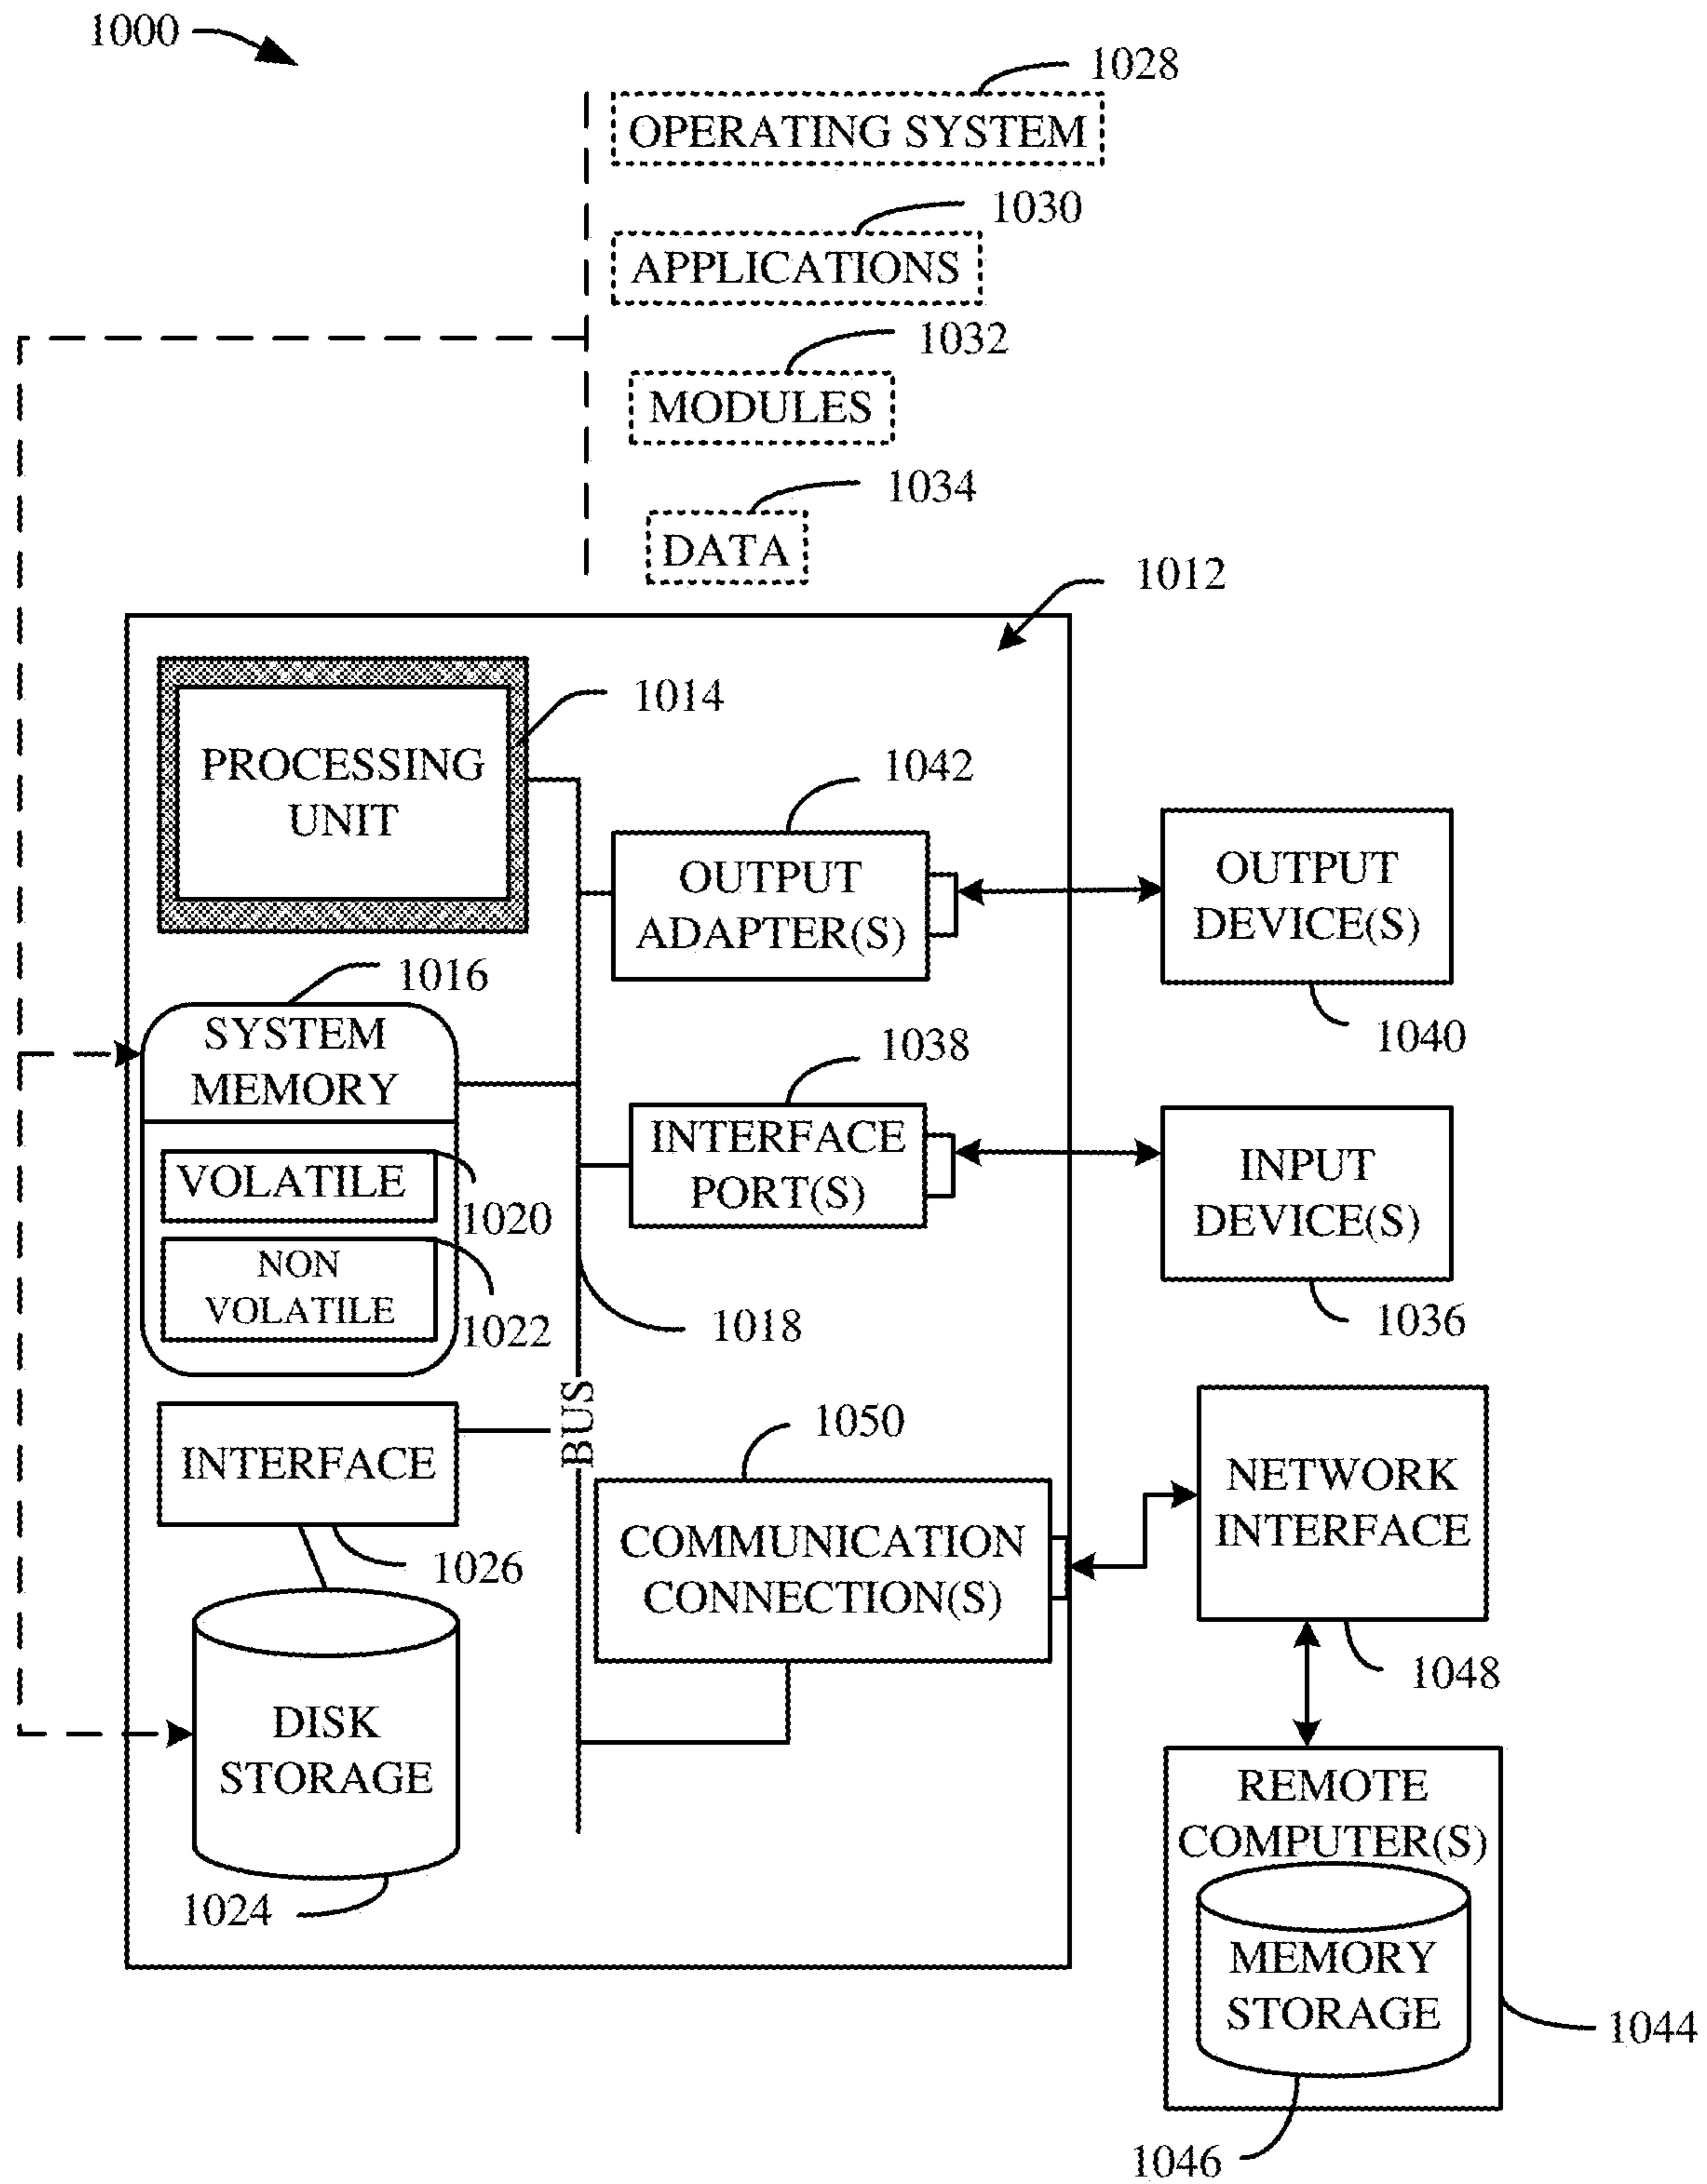 1000
1028
OPERATING SYSTEM
1030
APPLICATIONS
1032
MODULES
1034
DATA
1012
PROCESSING
UNIT
1014
1042
OUTPUT
ADAPTER(S)
OUTPUT
DEVICE(S)
1040
1016
SYSTEM
MEMORY
VOLATILE
1020
NON
VOLATILE
1022
1038
INTERFACE
PORT(S)
INPUT
DEVICE(S)
1036
1018
BUS
INTERFACE
1026
1050
COMMUNICATION
CONNECTION(S)
NETWORK
INTERFACE
1048
DISK
STORAGE
1024
REMOTE
COMPUTER(S)
MEMORY
STORAGE
1044
1046